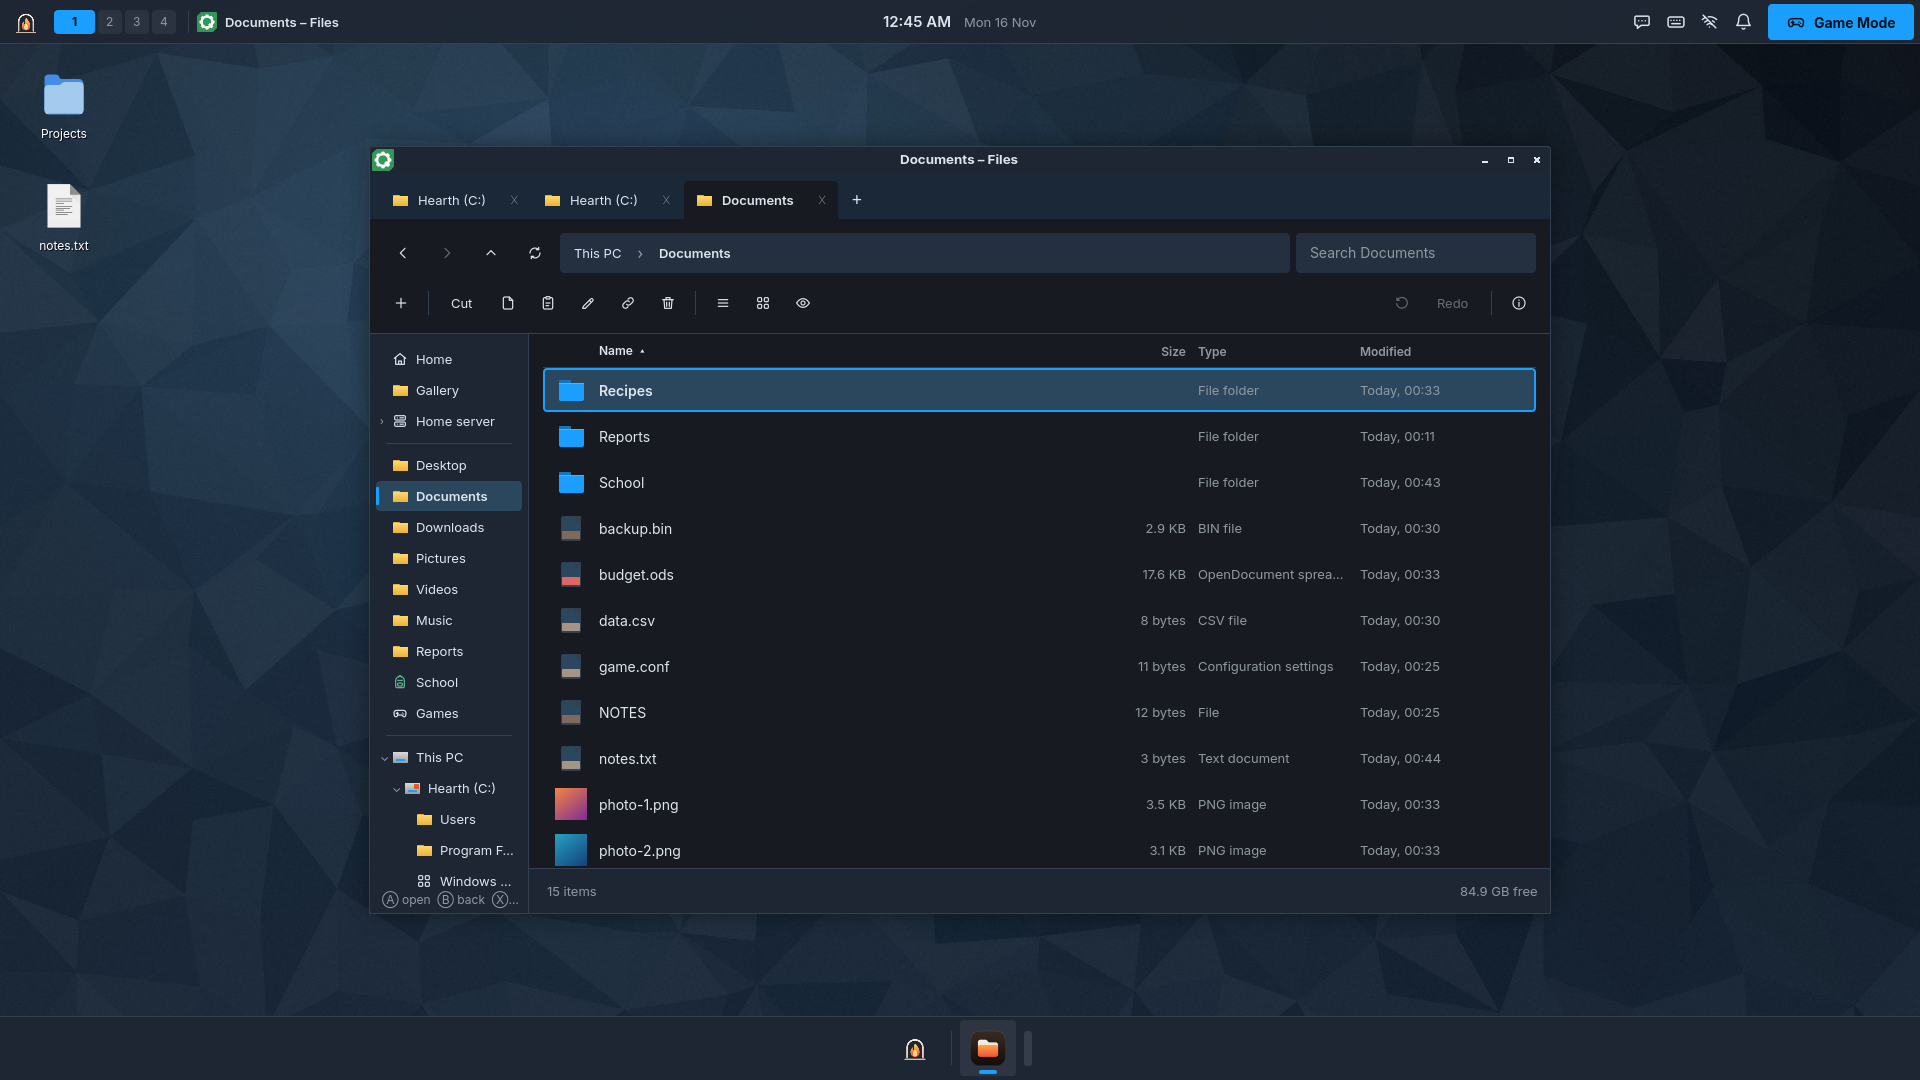 1 2 3 4 Documents – Files 12:45 AM Mon 16 Nov Game Mode
Projects
notes.txt
Documents – Files
Hearth (C:) X Hearth (C:) X Documents X +
This PC › Documents Search Documents
Cut Redo
Home
Gallery
Home server
Desktop
Documents
Downloads
Pictures
Videos
Music
Reports
School
Games
This PC
Hearth (C:)
Users
Program F...
Windows ...
A open B back X...
Name Size Type Modified
Recipes File folder Today, 00:33
Reports File folder Today, 00:11
School File folder Today, 00:43
backup.bin 2.9 KB BIN file Today, 00:30
budget.ods 17.6 KB OpenDocument sprea... Today, 00:33
data.csv 8 bytes CSV file Today, 00:30
game.conf 11 bytes Configuration settings Today, 00:25
NOTES 12 bytes File Today, 00:25
notes.txt 3 bytes Text document Today, 00:44
photo-1.png 3.5 KB PNG image Today, 00:33
photo-2.png 3.1 KB PNG image Today, 00:33
15 items 84.9 GB free